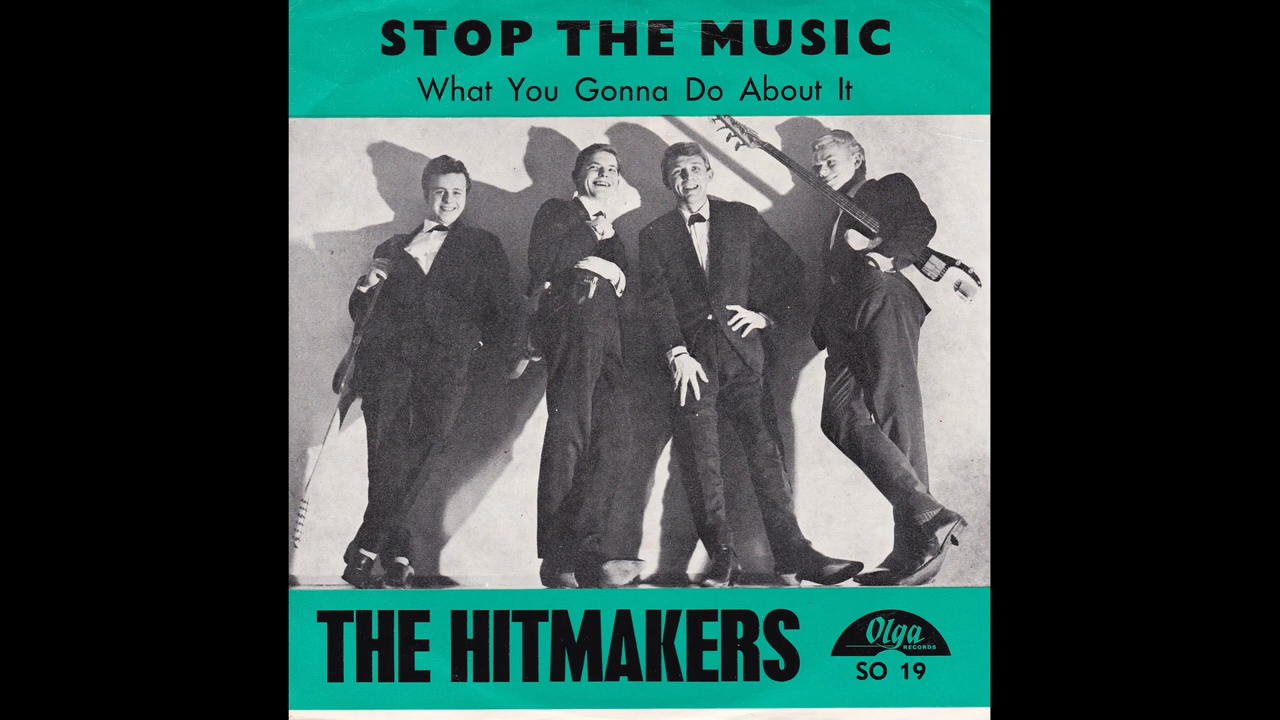 STOP THE MUSIC
What You Gonna Do About It
THE HITMAKERS
Olga
RECORDS
SO 19